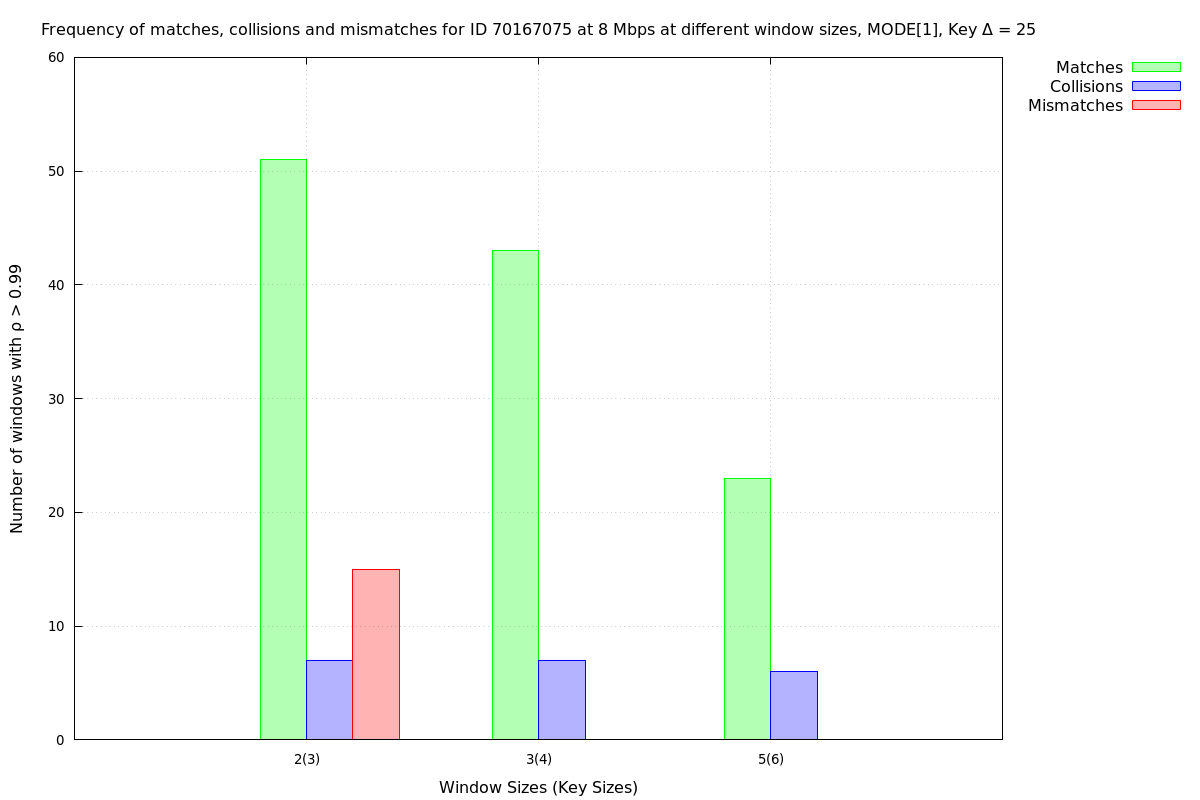 Frequency of matches, collisions and mismatches for ID 70167075 at 8 Mbps at different window sizes, MODE[1], Key Δ = 25
Matches
Collisions
Mismatches
Number of windows with ρ > 0.99
60
50
40
30
20
10
0
2(3)
3(4)
5(6)
Window Sizes (Key Sizes)